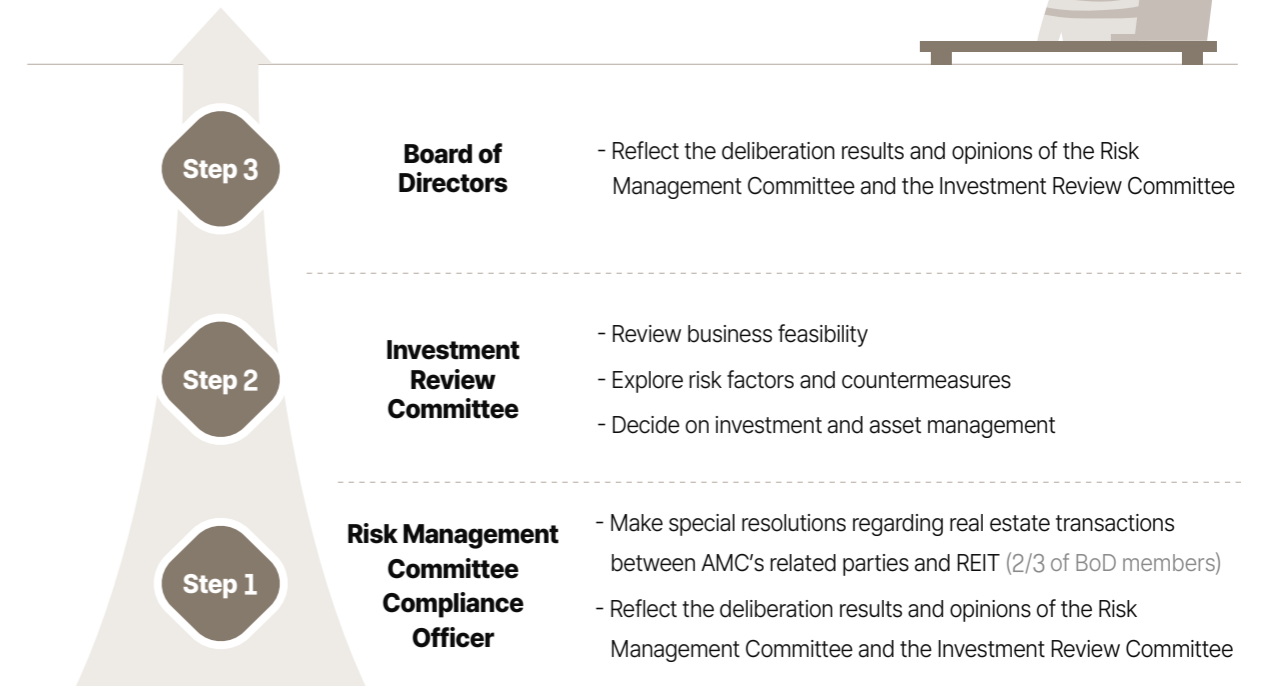 Step 3
Board of
Directors
- Reflect the deliberation results and opinions of the Risk
Management Committee and the Investment Review Committee
Step 2
Investment
Review
Committee
- Review business feasibility
- Explore risk factors and countermeasures
- Decide on investment and asset management
Step 1
Risk Management
Committee
Compliance
Officer
- Make special resolutions regarding real estate transactions
between AMC's related parties and REIT (2/3 of BoD members)
- Reflect the deliberation results and opinions of the Risk
Management Committee and the Investment Review Committee